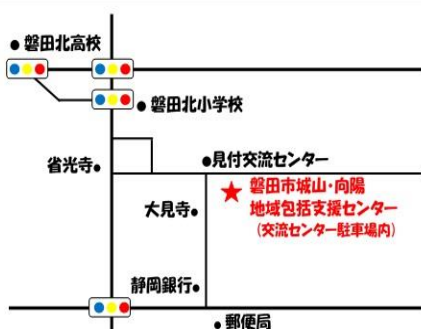 磐田北高校
磐田北小学校
見付交流センター
省光寺
磐田市城山・向陽
地域包括支援センター
(交流センター駐車場内)
大見寺
静岡銀行
郵便局